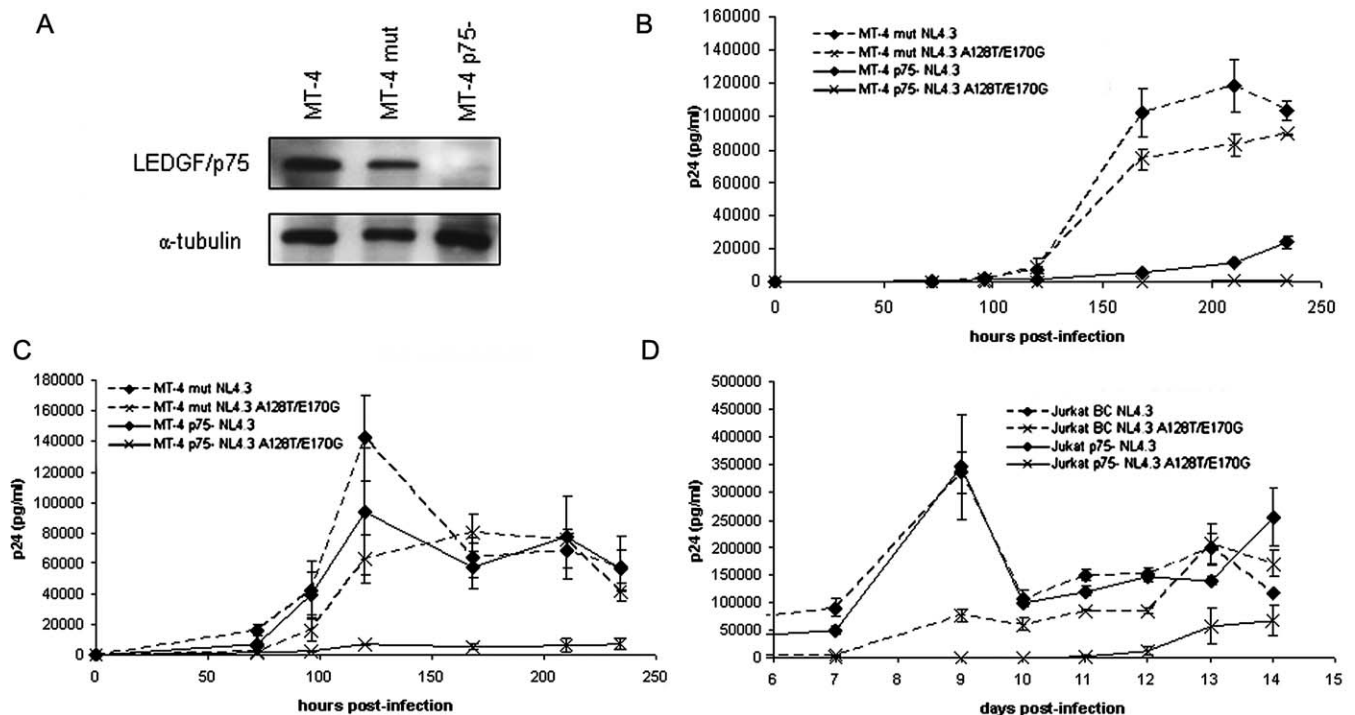 A
MT-4
MT-4 mut
MT-4 p75-
LEDGF/p75
α-tubulin
B
MT-4 mut NL4.3
MT-4 mut NL4.3 A128T/E170G
MT-4 p75- NL4.3
MT-4 p75- NL4.3 A128T/E170G
p24 (pg/ml)
160000
140000
120000
100000
80000
60000
40000
20000
0
0 50 100 150 200 250
hours post-infection
C
MT-4 mut NL4.3
MT-4 mut NL4.3 A128T/E170G
MT-4 p75- NL4.3
MT-4 p75- NL4.3 A128T/E170G
p24 (pg/ml)
180000
160000
140000
120000
100000
80000
60000
40000
20000
0
0 50 100 150 200 250
hours post-infection
D
Jurkat BC NL4.3
Jurkat BC NL4.3 A128T/E170G
Jukat p75- NL4.3
Jurkat p75- NL4.3 A128T/E170G
p24 (pg/ml)
500000
450000
400000
350000
300000
250000
200000
150000
100000
50000
0
6 7 8 9 10 11 12 13 14 15
days post-infection